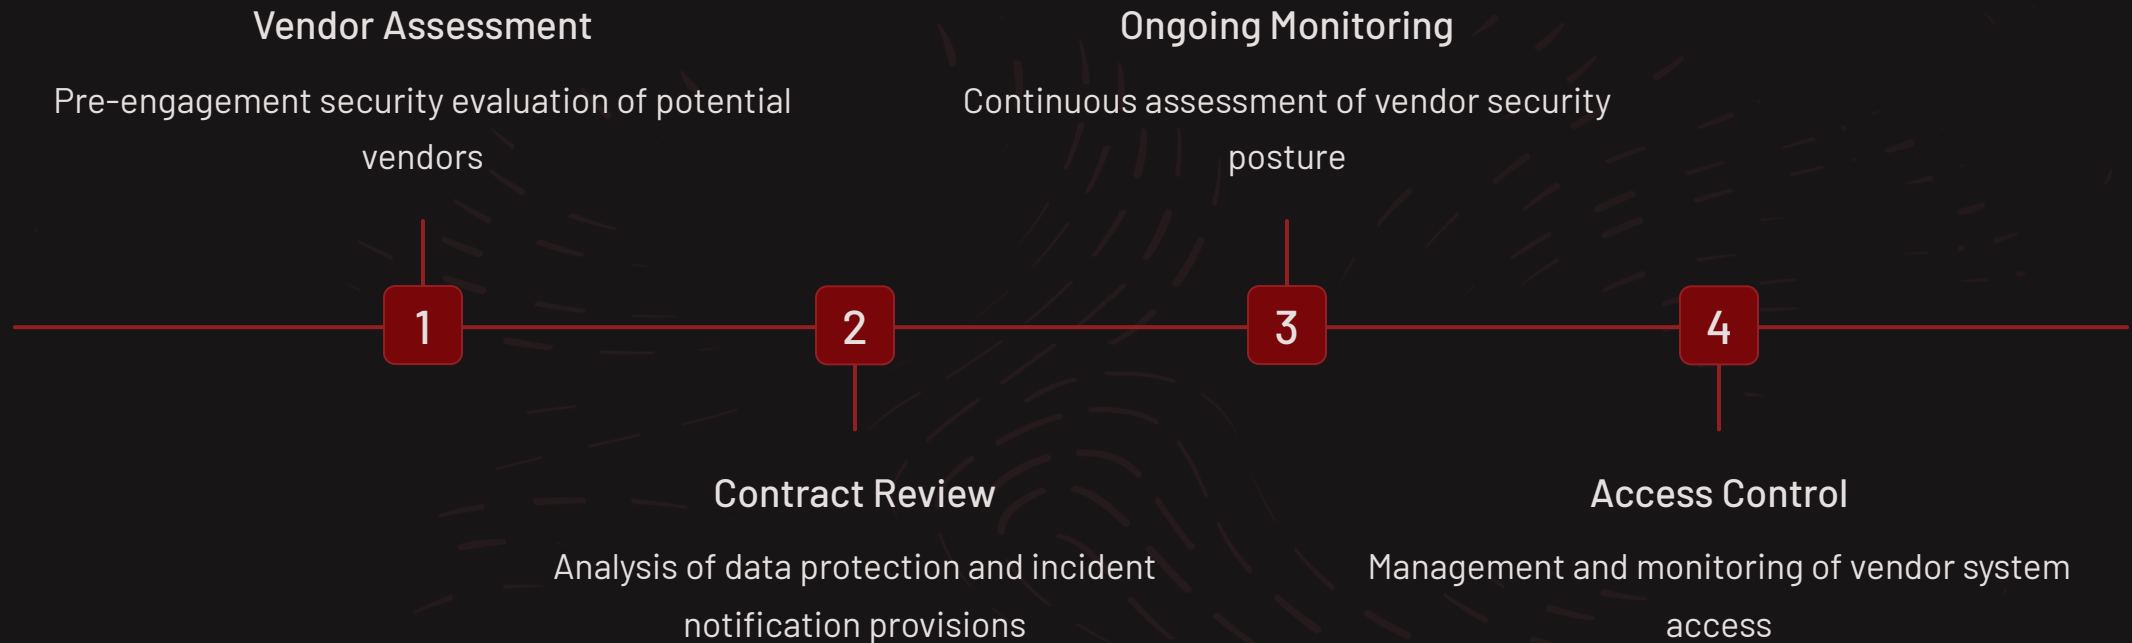 Vendor Assessment
Pre-engagement security evaluation of potential
vendors
Ongoing Monitoring
Continuous assessment of vendor security
posture
1
2
3
4
Contract Review
Analysis of data protection and incident
notification provisions
Access Control
Management and monitoring of vendor system
access